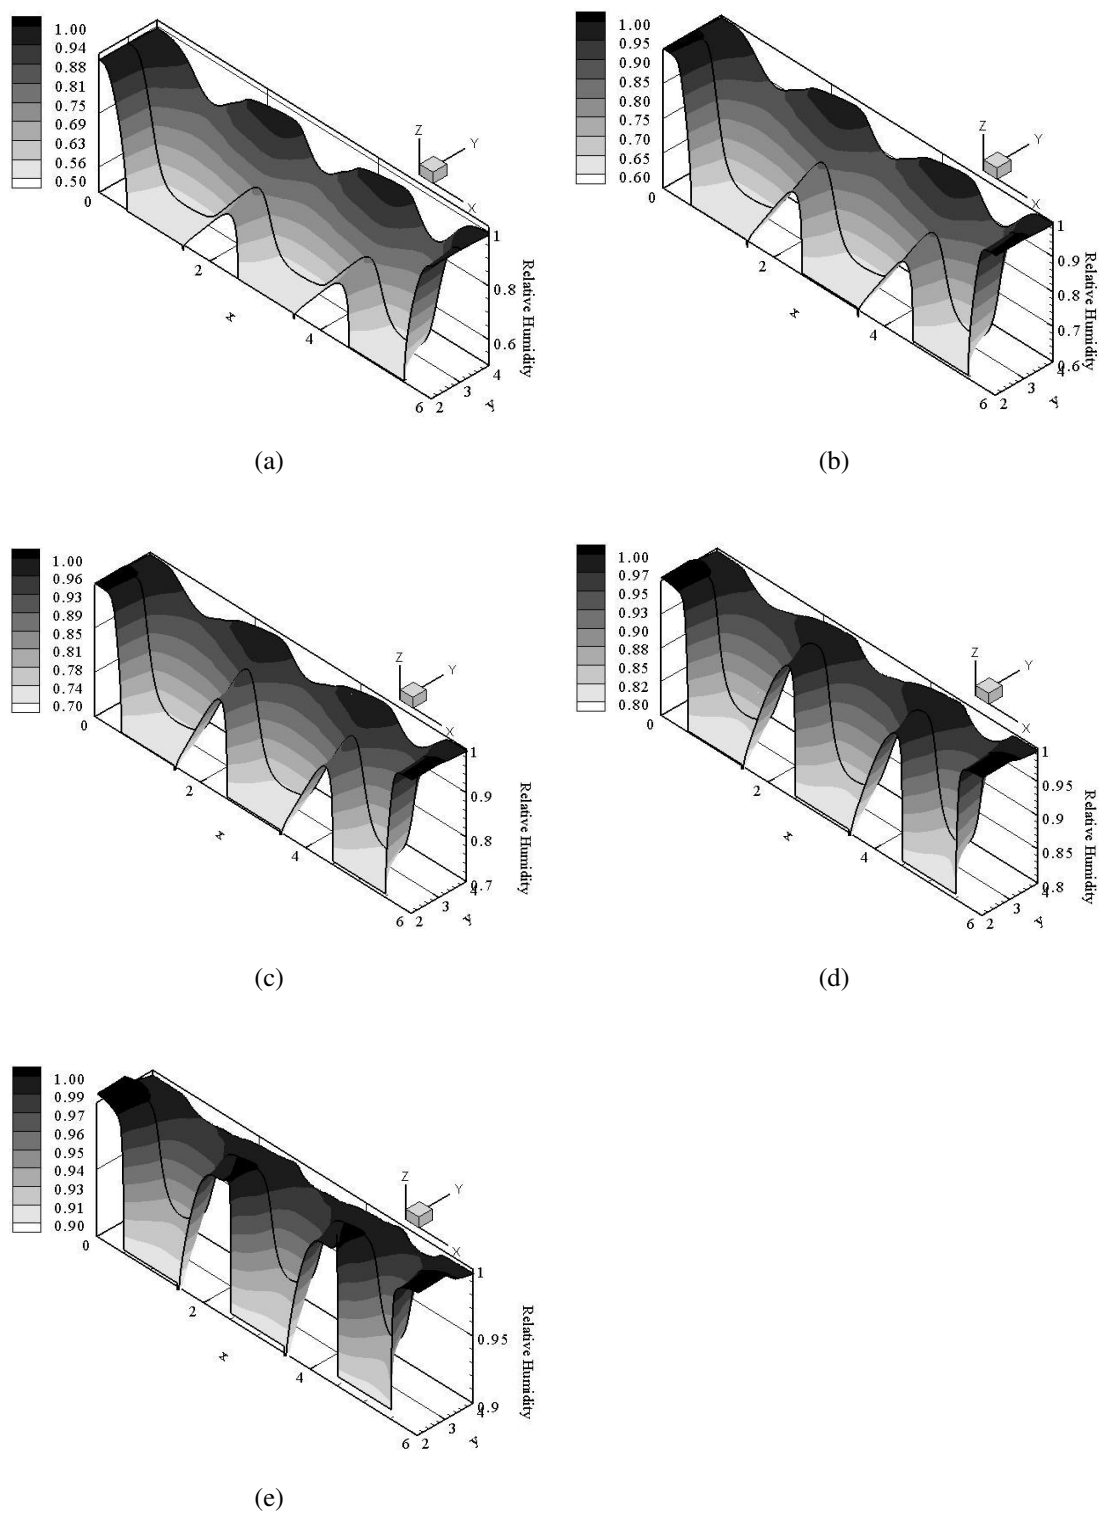 1.00
0.94
0.88
0.81
0.75
0.69
0.63
0.56
0.50
Z
Y
X
0
2
4
6
x
1
0.8
0.6
Relative Humidity
4
3
2
y
(a)
1.00
0.95
0.90
0.85
0.80
0.75
0.70
0.65
0.60
Z
Y
X
0
2
4
6
x
1
0.9
0.8
0.7
0.6
Relative Humidity
4
3
2
y
(b)
1.00
0.96
0.93
0.89
0.85
0.81
0.78
0.74
0.70
Z
Y
X
0
2
4
6
x
1
0.9
0.8
0.7
Relative Humidity
4
3
2
y
(c)
1.00
0.97
0.95
0.93
0.90
0.88
0.85
0.82
0.80
Z
Y
X
0
2
4
6
x
1
0.95
0.9
0.85
0.8
Relative Humidity
4
3
2
y
(d)
1.00
0.99
0.97
0.96
0.95
0.94
0.93
0.91
0.90
Z
Y
X
0
2
4
6
x
1
0.95
0.9
Relative Humidity
4
3
2
y
(e)